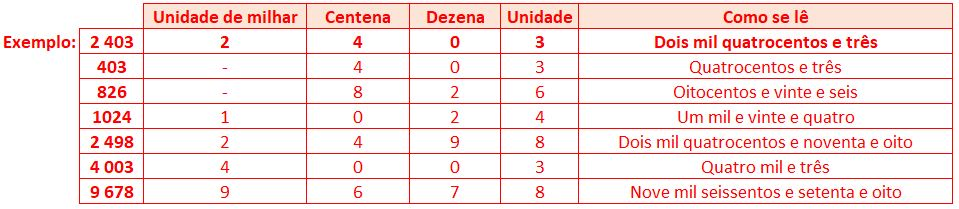 Unidade de milhar Centena Dezena Unidade Como se lê
Exemplo: 2 403 2 4 0 3 Dois mil quatrocentos e três
403 - 4 0 3 Quatrocentos e três
826 - 8 2 6 Oitocentos e vinte e seis
1024 1 0 2 4 Um mil e vinte e quatro
2 498 2 4 9 8 Dois mil quatrocentos e noventa e oito
4 003 4 0 0 3 Quatro mil e três
9 678 9 6 7 8 Nove mil seissentos e setenta e oito